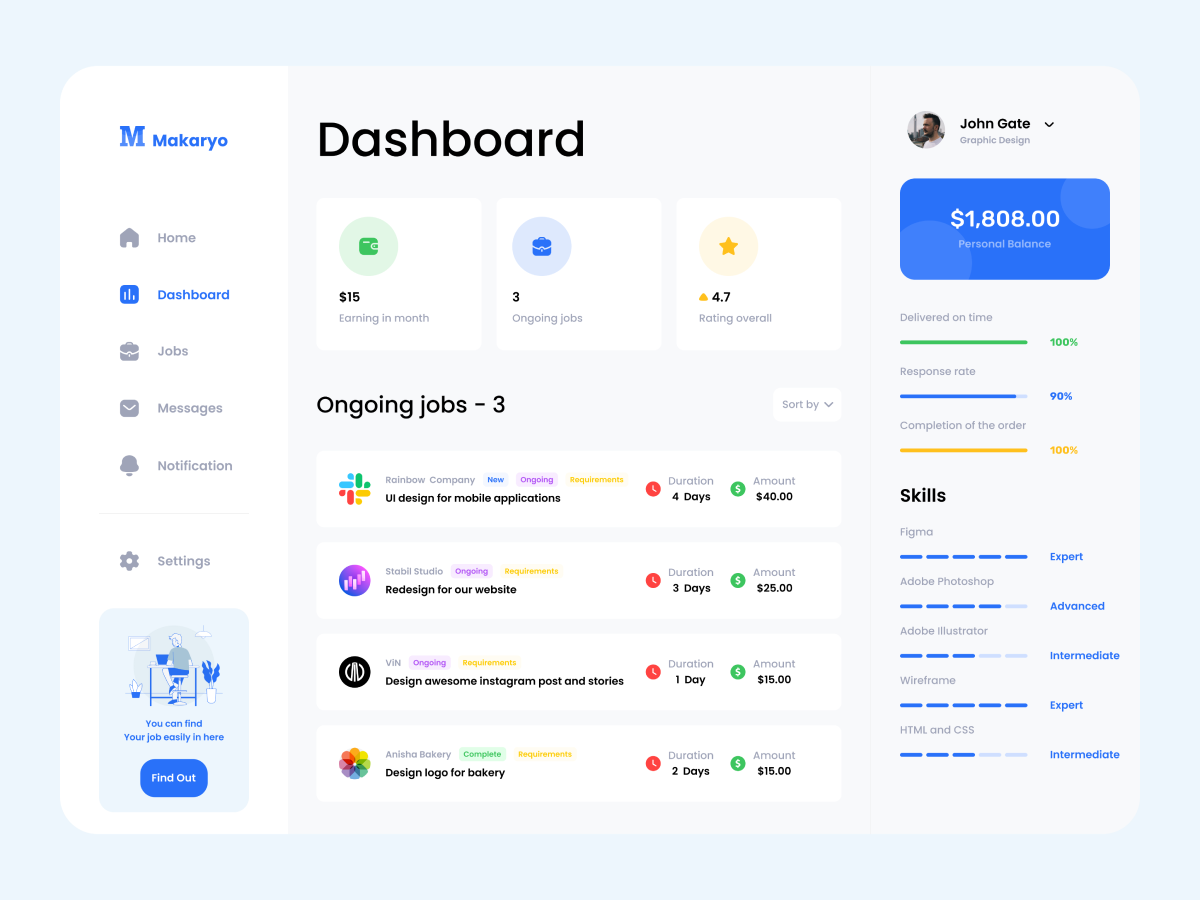 M Makaryo
Home
Dashboard
Jobs
Messages
Notification
Settings
You can find
Your job easily in here
Find Out
Dashboard
$15
Earning in month
3
Ongoing jobs
4.7
Rating overall
Ongoing jobs - 3
Sort by
Rainbow Company New Ongoing Requirements
UI design for mobile applications
Duration
4 Days
$
Amount
$40.00
Stabil Studio Ongoing Requirements
Redesign for our website
Duration
3 Days
$
Amount
$25.00
ViN Ongoing Requirements
Design awesome instagram post and stories
Duration
1 Day
$
Amount
$15.00
Anisha Bakery Complete Requirements
Design logo for bakery
Duration
2 Days
$
Amount
$15.00
John Gate
Graphic Design
$1,808.00
Personal Balance
Delivered on time
100%
Response rate
90%
Completion of the order
100%
Skills
Figma
Expert
Adobe Photoshop
Advanced
Adobe Illustrator
Intermediate
Wireframe
Expert
HTML and CSS
Intermediate